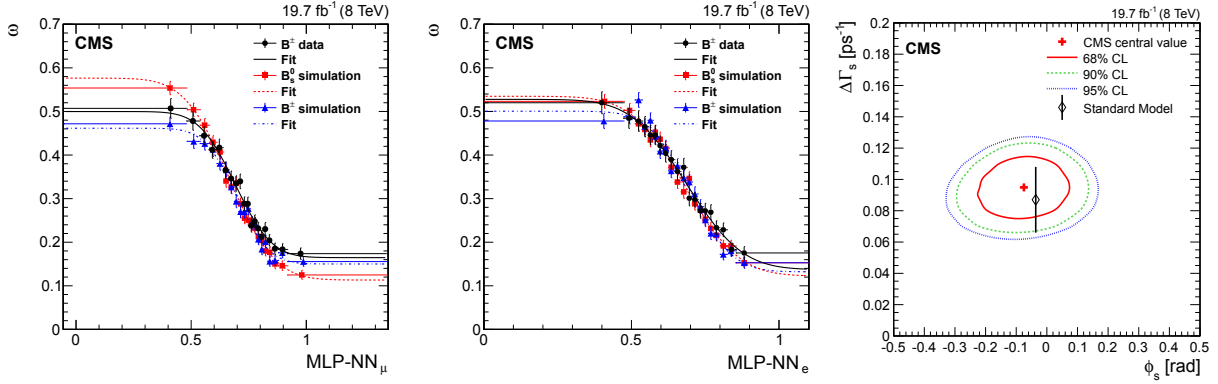 19.7 fb⁻¹ (8 TeV)
ω
CMS
B± data
Fit
B⁰ₛ simulation
Fit
B± simulation
Fit
0.7
0.6
0.5
0.4
0.3
0.2
0.1
0
0 0.5 1
MLP-NN_μ
19.7 fb⁻¹ (8 TeV)
ω
CMS
B± data
Fit
B⁰ₛ simulation
Fit
B± simulation
Fit
0.7
0.6
0.5
0.4
0.3
0.2
0.1
0
0 0.5 1
MLP-NN_e
19.7 fb⁻¹ (8 TeV)
ΔΓₛ [ps⁻¹]
CMS
CMS central value
68% CL
90% CL
95% CL
Standard Model
0.2
0.18
0.16
0.14
0.12
0.1
0.08
0.06
0.04
0.02
0
-0.5 -0.4 -0.3 -0.2 -0.1 0 0.1 0.2 0.3 0.4 0.5
ϕₛ [rad]